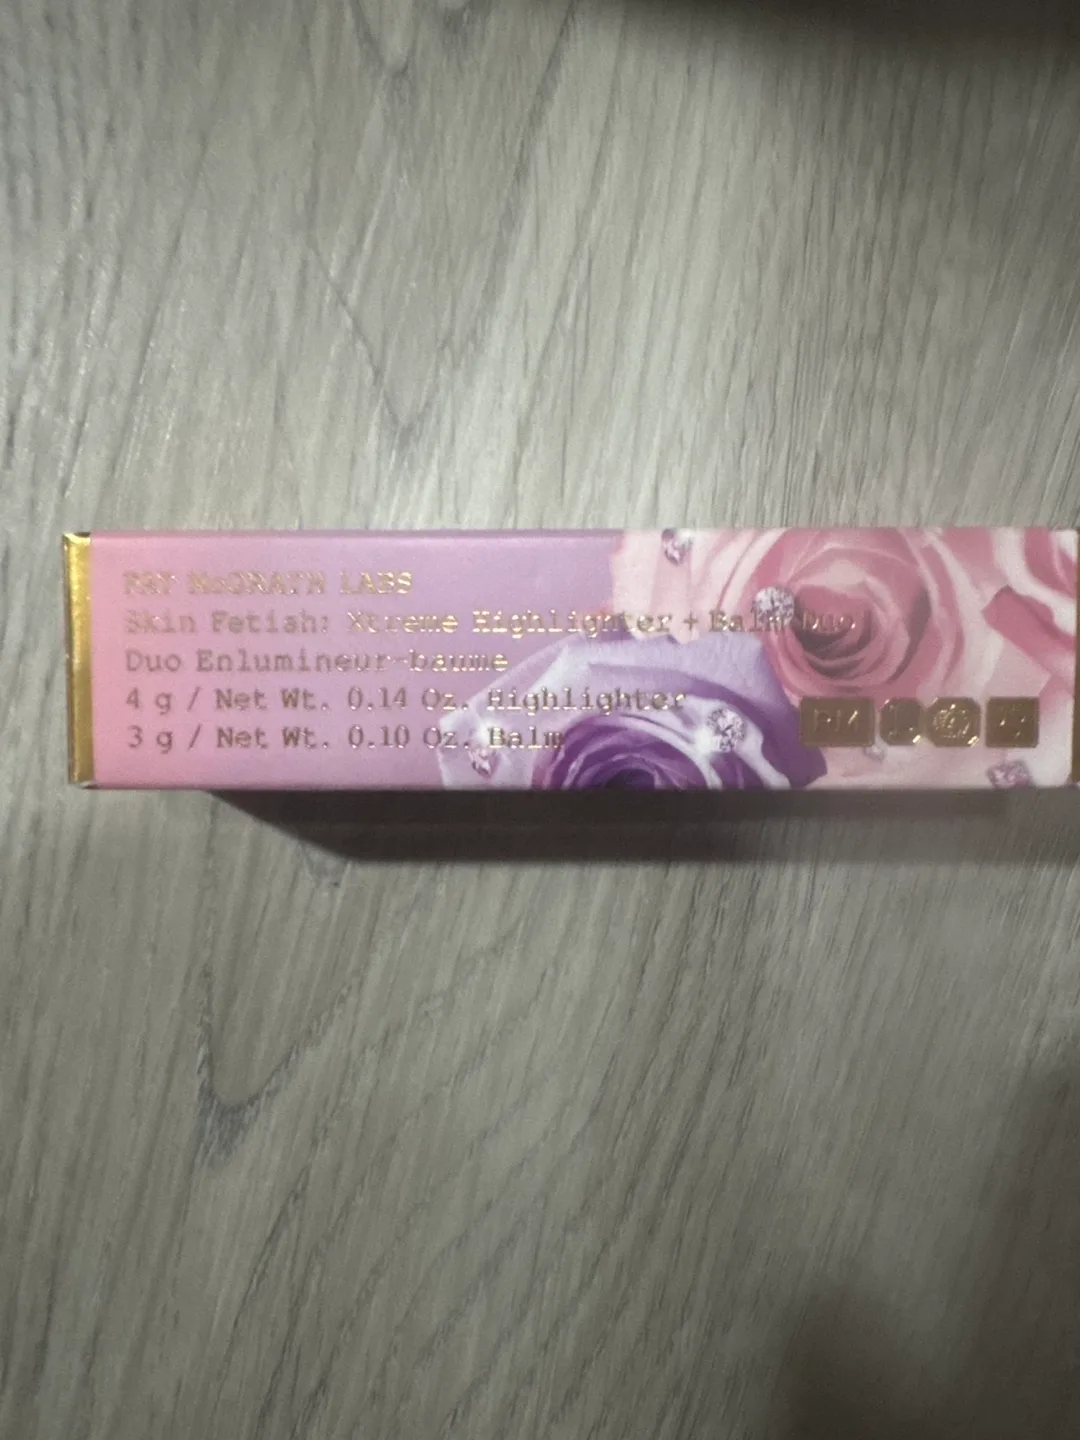 PAT McGRATH LABS
Skin Fetish: Xtreme Highlighter + Balm Duo
Duo Enlumineur-baume
4 g / Net Wt. 0.14 Oz. Highlighter
3 g / Net Wt. 0.10 Oz. Balm
PM